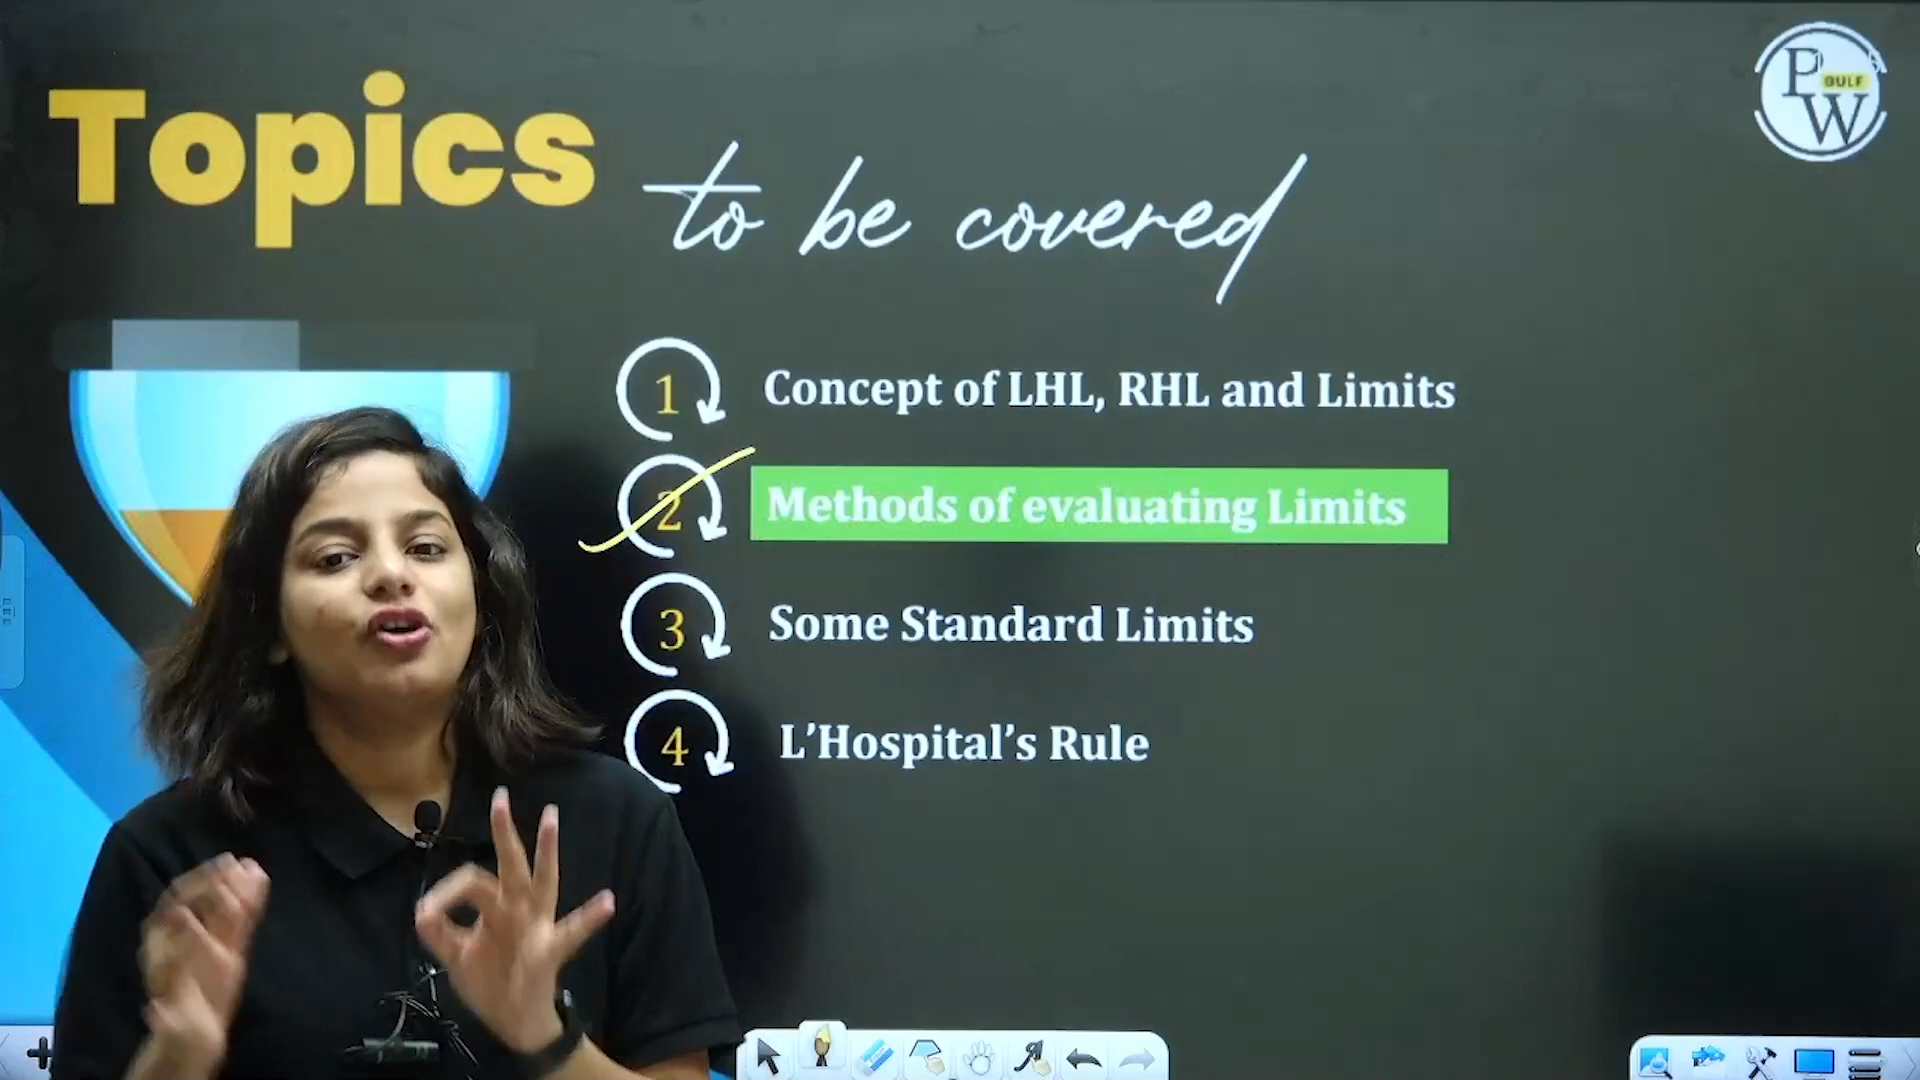 Topics to be covered
PW
GULF
1 Concept of LHL, RHL and Limits
2 Methods of evaluating Limits
3 Some Standard Limits
4 L’Hospital’s Rule